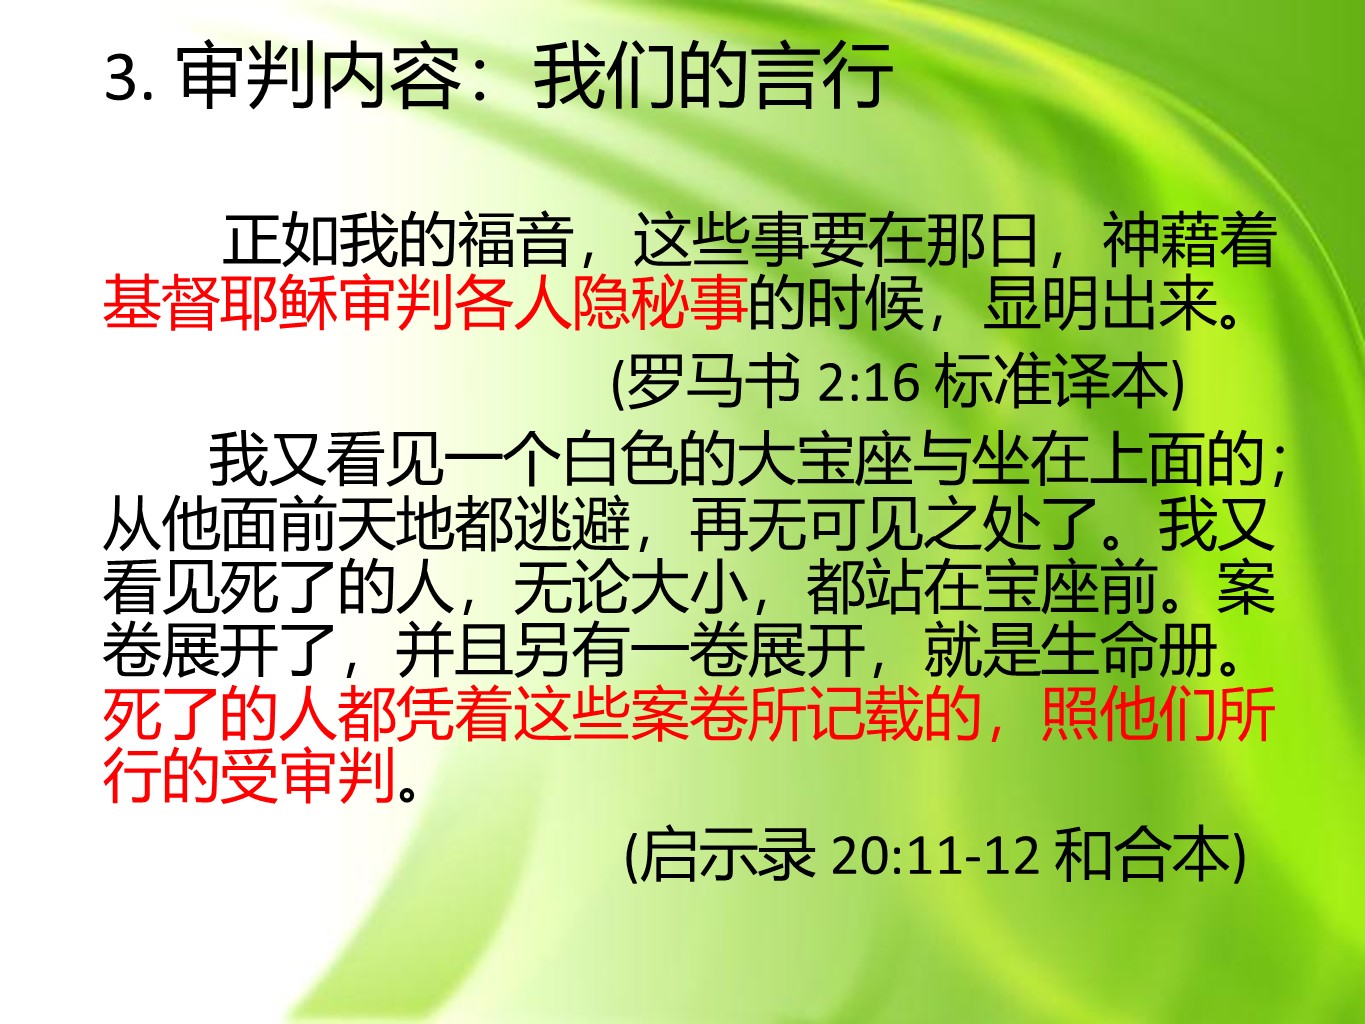 3. 审判内容：我们的言行
正如我的福音，这些事要在那日，神藉着
基督耶稣审判各人隐秘事的时候，显明出来。
(罗马书 2:16 标准译本)
我又看见一个白色的大宝座与坐在上面的；
从他面前天地都逃避，再无可见之处了。我又
看见死了的人，无论大小，都站在宝座前。案
卷展开了，并且另有一卷展开，就是生命册。
死了的人都凭着这些案卷所记载的，照他们所
行的受审判。
(启示录 20:11-12 和合本)